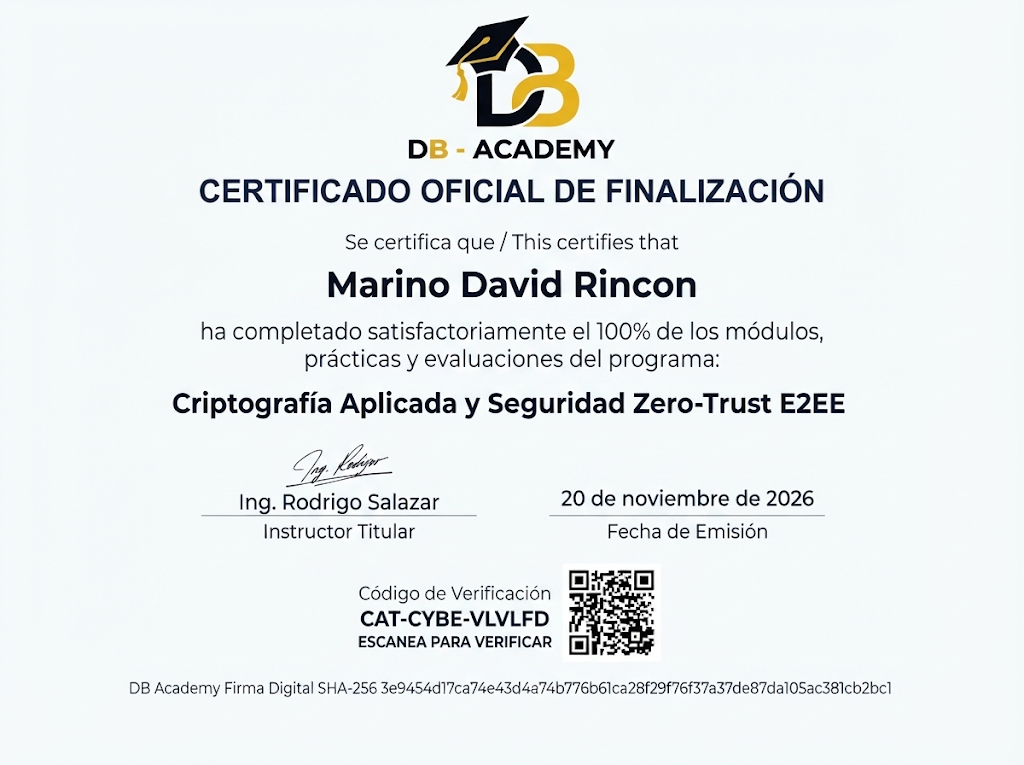 DB
DB - ACADEMY
CERTIFICADO OFICIAL DE FINALIZACIÓN
Se certifica que / This certifies that
Marino David Rincon
ha completado satisfactoriamente el 100% de los módulos,
prácticas y evaluaciones del programa:
Criptografía Aplicada y Seguridad Zero-Trust E2EE
Ing. Rodrigo
Ing. Rodrigo Salazar
Instructor Titular
20 de noviembre de 2026
Fecha de Emisión
Código de Verificación
CAT-CYBE-VLVLFD
ESCANEA PARA VERIFICAR
DB Academy Firma Digital SHA-256 3e9454d17ca74e43d4a74b776b61ca28f29f76f37a37de87da105ac381cb2bc1